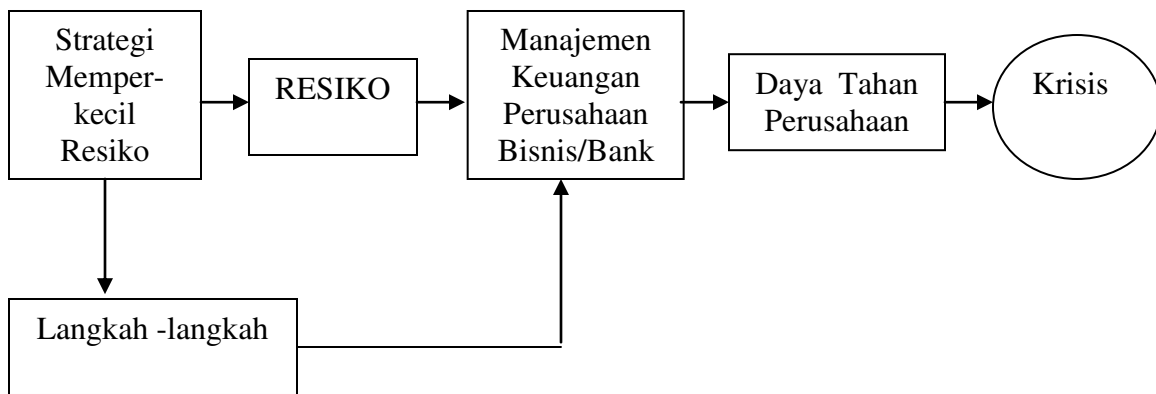 Strategi
Memper-
kecil
Resiko
RESIKO
Manajemen
Keuangan
Perusahaan
Bisnis/Bank
Daya Tahan
Perusahaan
Krisis
Langkah -langkah